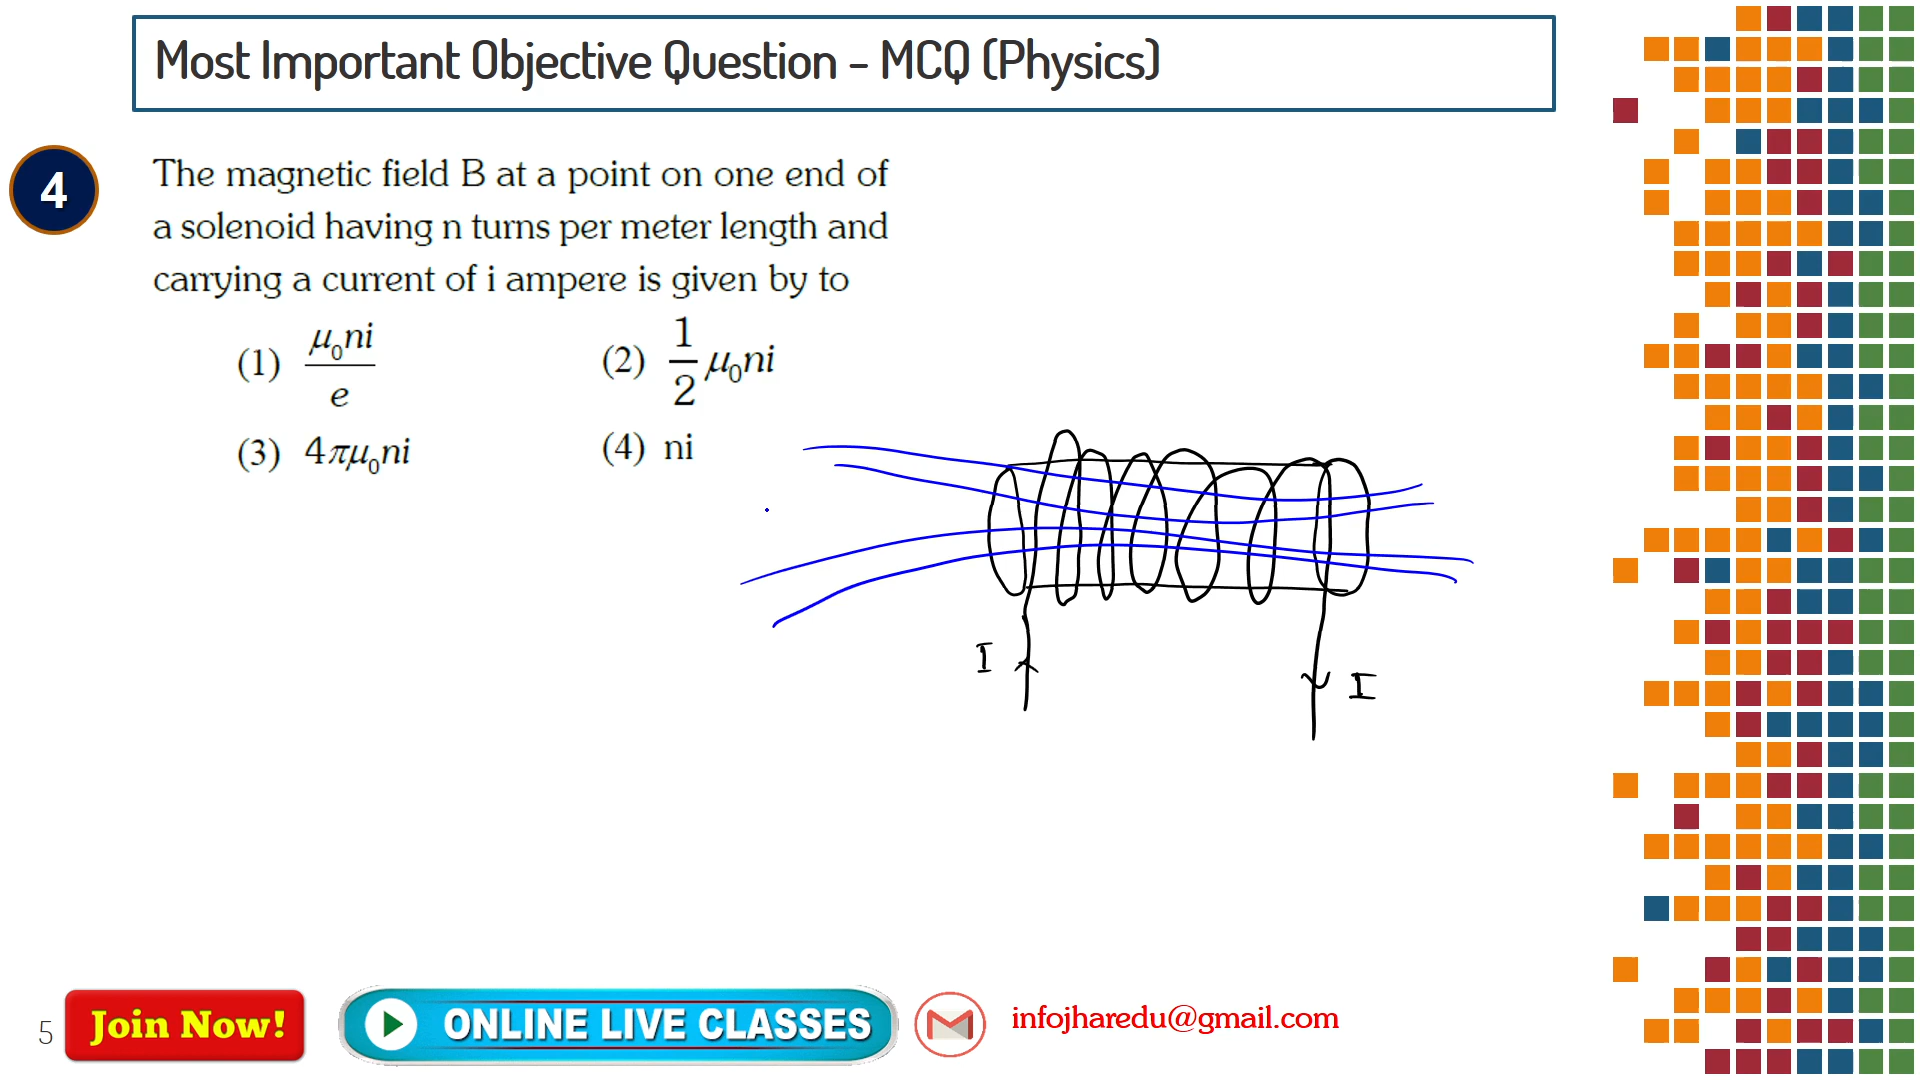 Most Important Objective Question - MCQ (Physics)
4
The magnetic field B at a point on one end of
a solenoid having n turns per meter length and
carrying a current of i ampere is given by to
(1) μ₀ni/e (2) 1/2 μ₀ni
(3) 4πμ₀ni (4) ni
I
I
5 Join Now! ONLINE LIVE CLASSES infojharedu@gmail.com